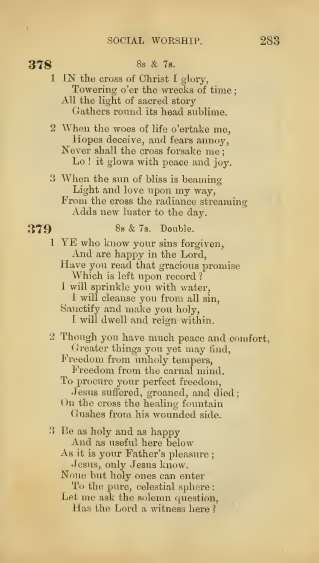 SOCIAL WORSHIP. 283
378 8s & 7s.
1 IN the cross of Christ I glory,
Towering o'er the wrecks of time;
All the light of sacred story
Gathers round its head sublime.
2 When the woes of life o'ertake me,
Hopes deceive, and fears annoy,
Never shall the cross forsake me;
Lo! it glows with peace and joy.
3 When the sun of bliss is beaming
Light and love upon my way,
From the cross the radiance streaming
Adds new luster to the day.
379 8s & 7s. Double.
1 YE who know your sins forgiven,
And are happy in the Lord,
Have you read that gracious promise
Which is left upon record?
I will sprinkle you with water,
I will cleanse you from all sin,
Sanctify and make you holy,
I will dwell and reign within.
2 Though you have much peace and comfort,
Greater things you yet may find,
Freedom from unholy tempers,
Freedom from the carnal mind.
To procure your perfect freedom,
Jesus suffered, groaned, and died;
On the cross the healing fountain
Gushes from his wounded side.
3 Be as holy and as happy
And as useful here below
As it is your Father's pleasure;
Jesus, only Jesus know.
None but holy ones can enter
To the pure, celestial sphere:
Let me ask the solemn question,
Has the Lord a witness here?